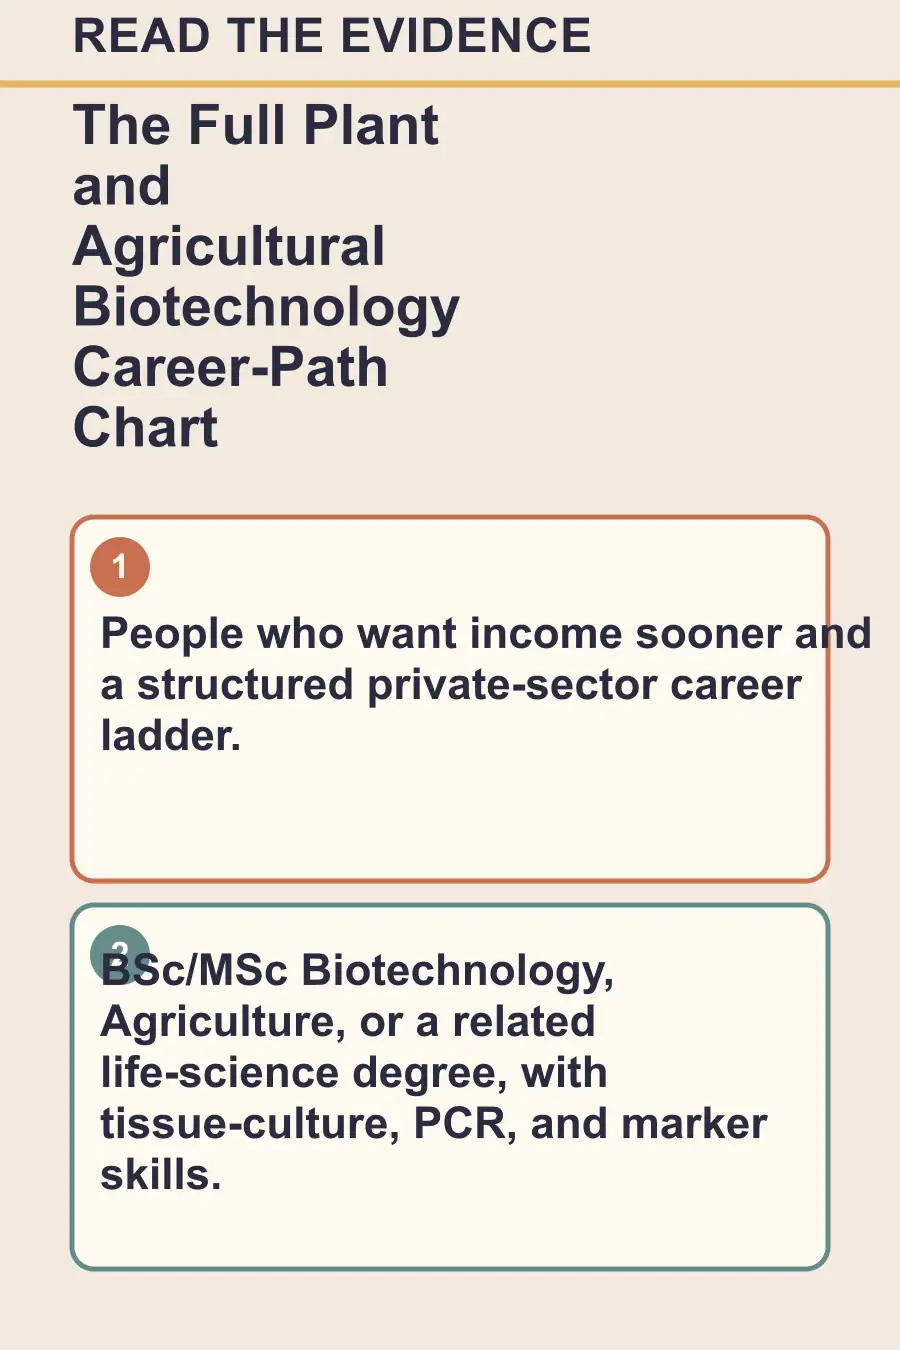 READ THE EVIDENCE
The Full Plant
and
Agricultural
Biotechnology
Career-Path
Chart
1
People who want income sooner and
a structured private-sector career
ladder.
2
BSc/MSc Biotechnology,
Agriculture, or a related
life-science degree, with
tissue-culture, PCR, and marker
skills.